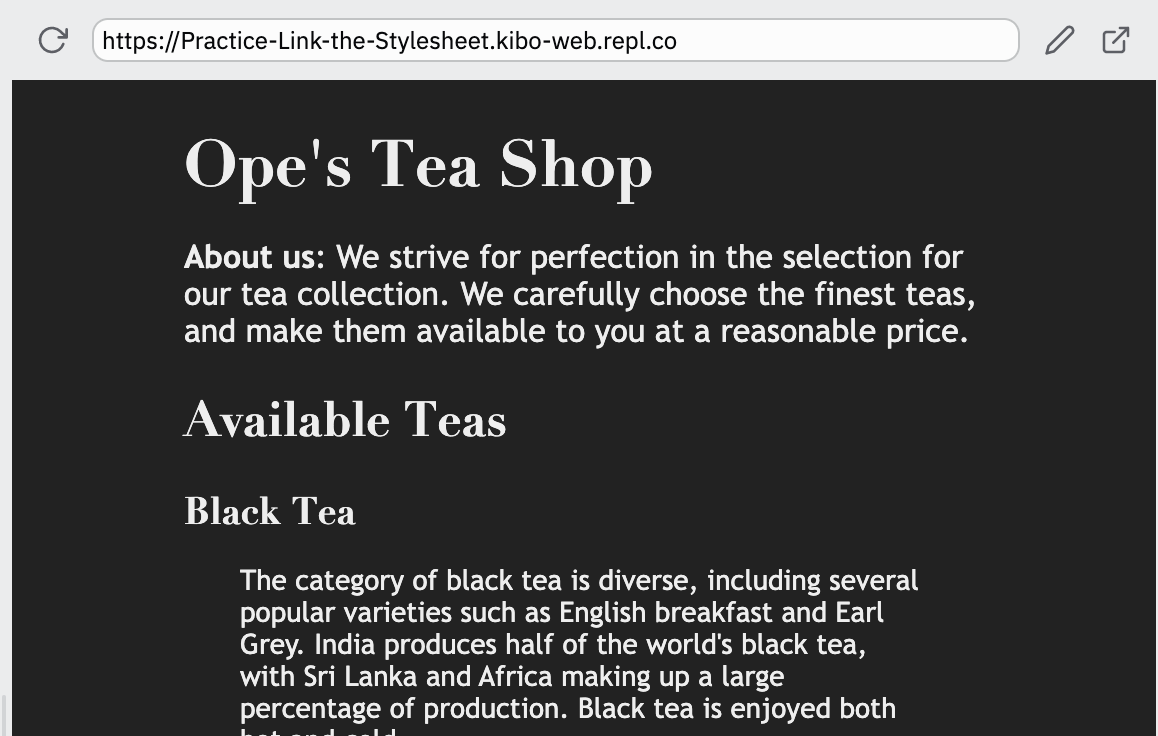 https://Practice-Link-the-Stylesheet.kibo-web.repl.co
Ope's Tea Shop
About us: We strive for perfection in the selection for
our tea collection. We carefully choose the finest teas,
and make them available to you at a reasonable price.
Available Teas
Black Tea
The category of black tea is diverse, including several
popular varieties such as English breakfast and Earl
Grey. India produces half of the world's black tea,
with Sri Lanka and Africa making up a large
percentage of production. Black tea is enjoyed both
hot and cold.